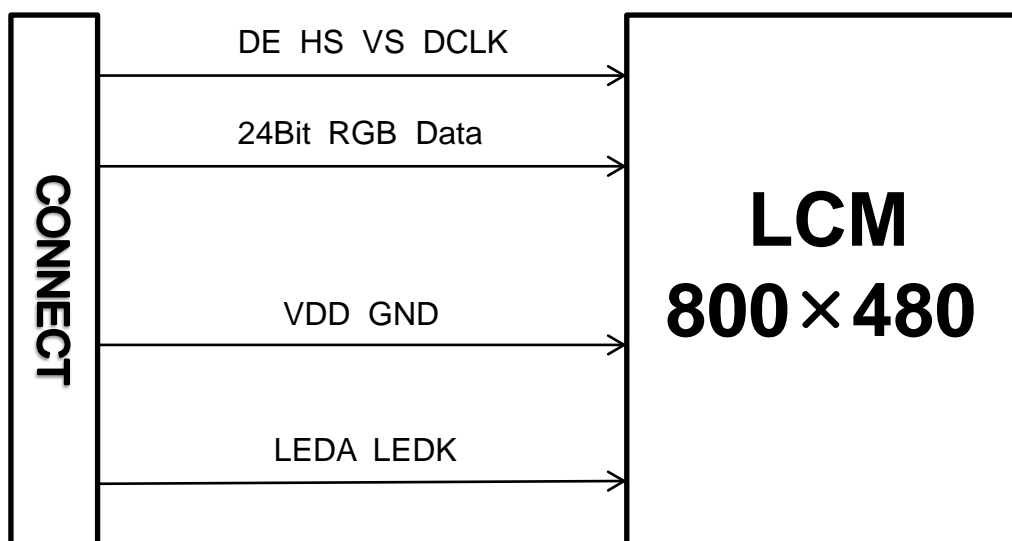 CONNECT
DE HS VS DCLK
24Bit RGB Data
VDD GND
LEDA LEDK
LCM
800×480